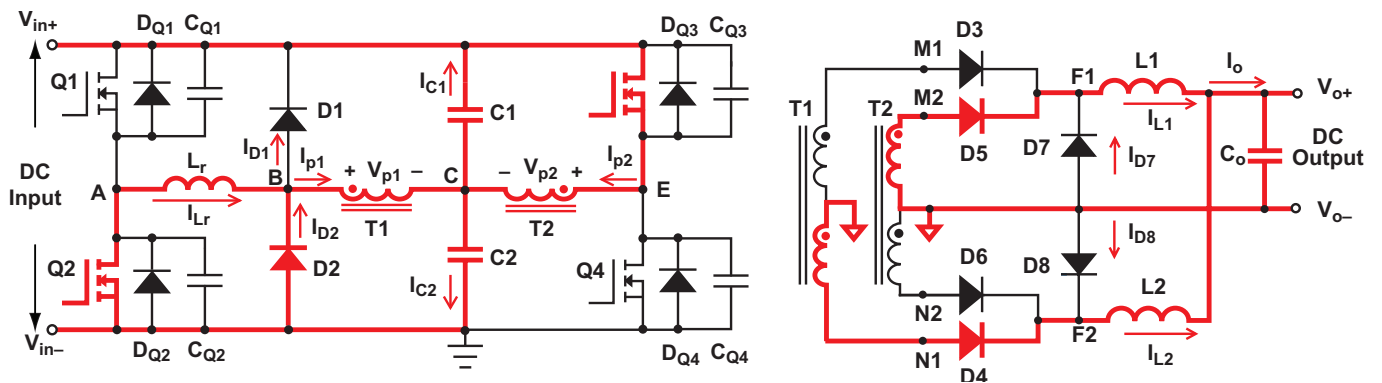 Vin+
DQ1
CQ1
Q1
DC
Input
Vin–
A
Q2
DQ2
CQ2
Lr
ILr
D1
ID1
B
Ip1
ID2
D2
+ Vp1 –
T1
IC1
C1
C
C2
IC2
– Vp2 +
T2
Ip2
E
DQ3
CQ3
Q4
DQ4
CQ4
T1
T2
M1
D3
M2
D5
F1
L1
IL1
Io
Vo+
D7
ID7
Co
DC
Output
Vo–
D6
N2
N1
D4
D8
ID8
F2
L2
IL2